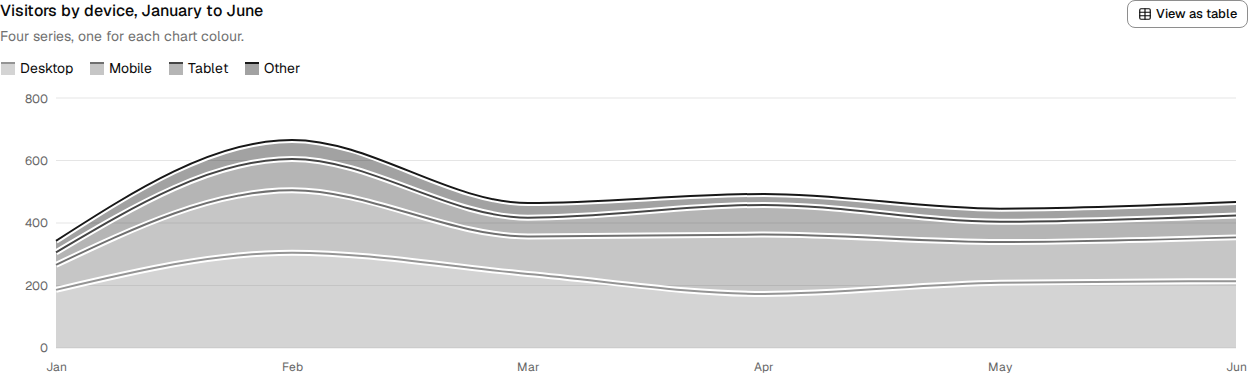 Visitors by device, January to June
View as table
Four series, one for each chart colour.
Desktop Mobile Tablet Other
800
600
400
200
0
Jan Feb Mar Apr May Jun